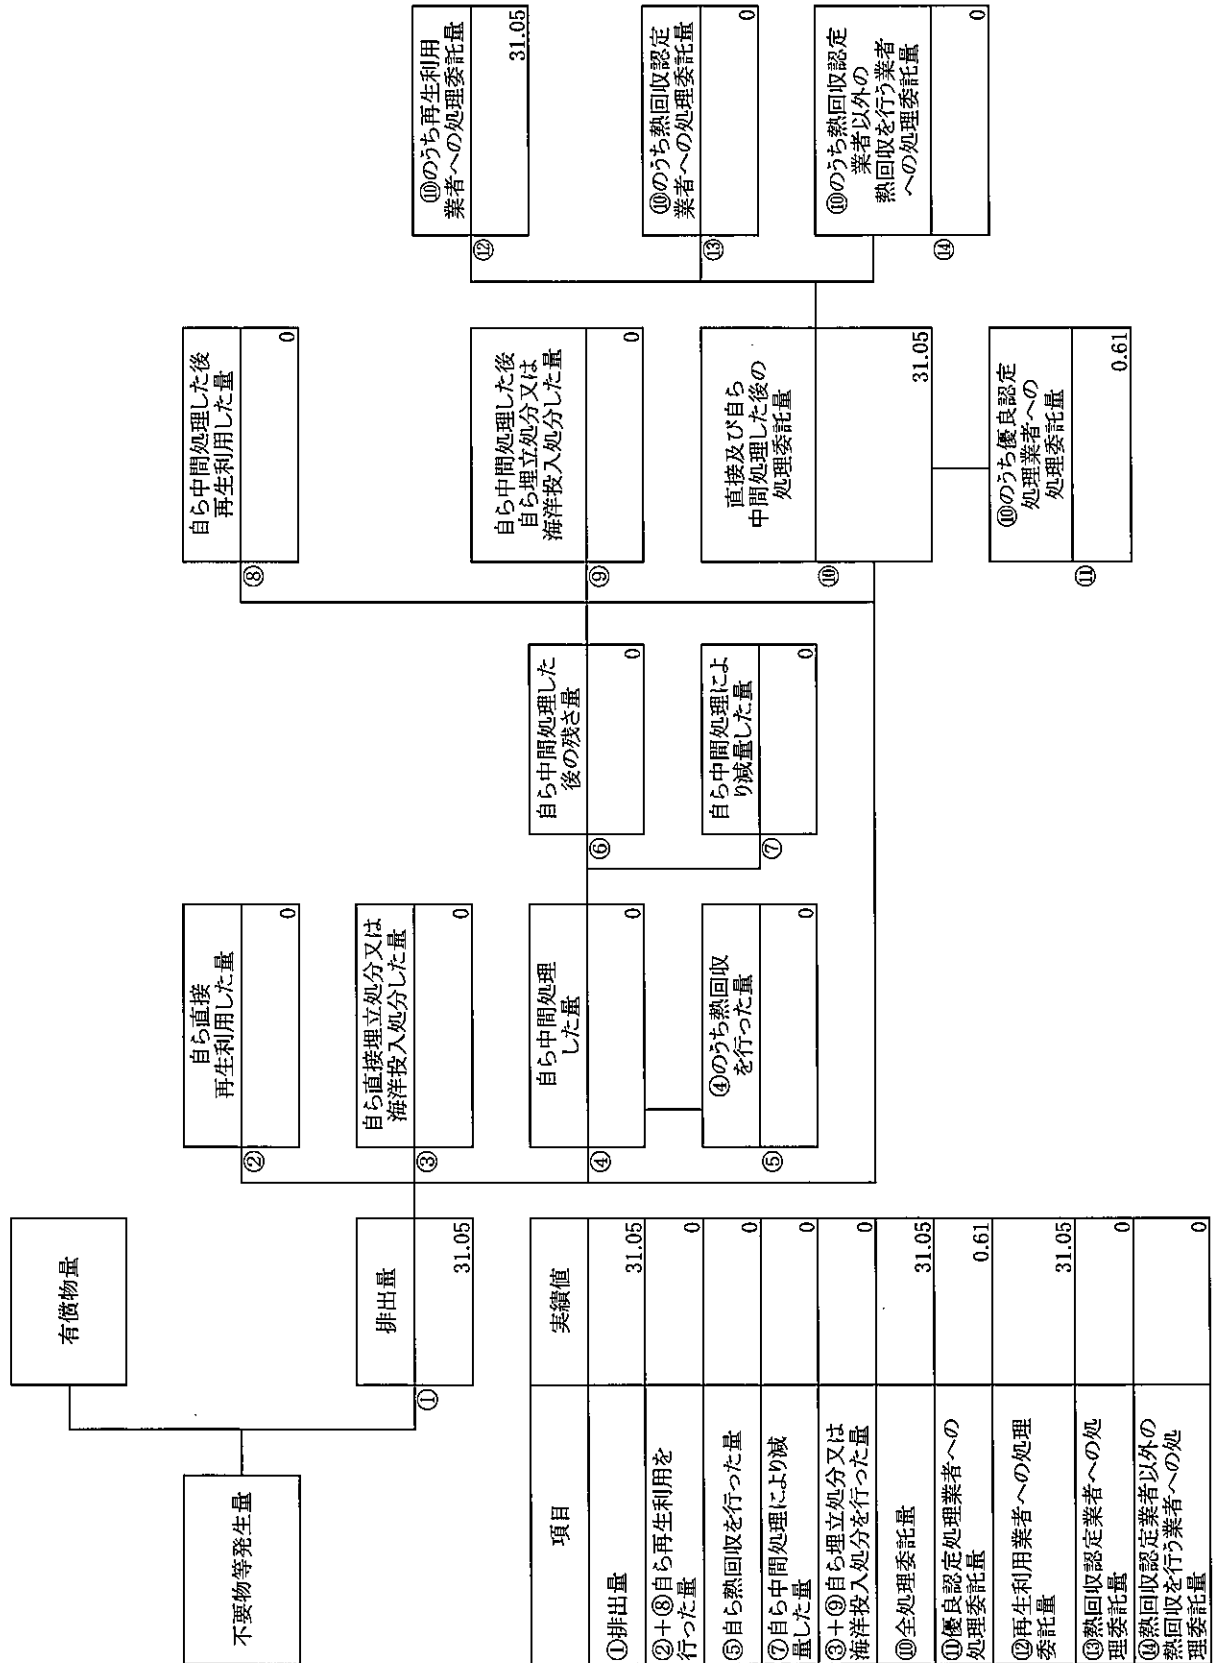 不要物等発生量
有償物量
排出量
①
31.05
自ら直接
再生利用した量
②
0
自ら直接埋立処分又は
海洋投入処分した量
③
0
自ら中間処理
した量
④
0
④のうち熱回収
を行った量
⑤
0
自ら中間処理した
後の残さ量
⑥
0
自ら中間処理によ
り減量した量
⑦
0
自ら中間処理した後
再生利用した量
⑧
0
自ら中間処理した後
自ら埋立処分又は
海洋投入処分した量
⑨
0
直接及び自ら
中間処理した後の
処理委託量
⑩
31.05
⑩のうち優良認定
処理業者への
処理委託量
⑪
0.61
⑩のうち再生利用
業者への処理委託量
⑫
31.05
⑩のうち熱回収認定
業者への処理委託量
⑬
0
⑩のうち熱回収認定
業者以外の
熱回収を行う業者
への処理委託量
⑭
0
項目
実績値
①排出量
31.05
②+⑧自ら再生利用を
行った量
0
⑤自ら熱回収を行った量
0
⑦自ら中間処理により減
量した量
0
③+⑨自ら埋立処分又は
海洋投入処分を行った量
0
⑩全処理委託量
31.05
⑪優良認定処理業者への
処理委託量
0.61
⑫再生利用業者への処理
委託量
31.05
⑬熱回収認定業者への処
理委託量
0
⑭熱回収認定業者以外の
熱回収を行う業者への処
理委託量
0